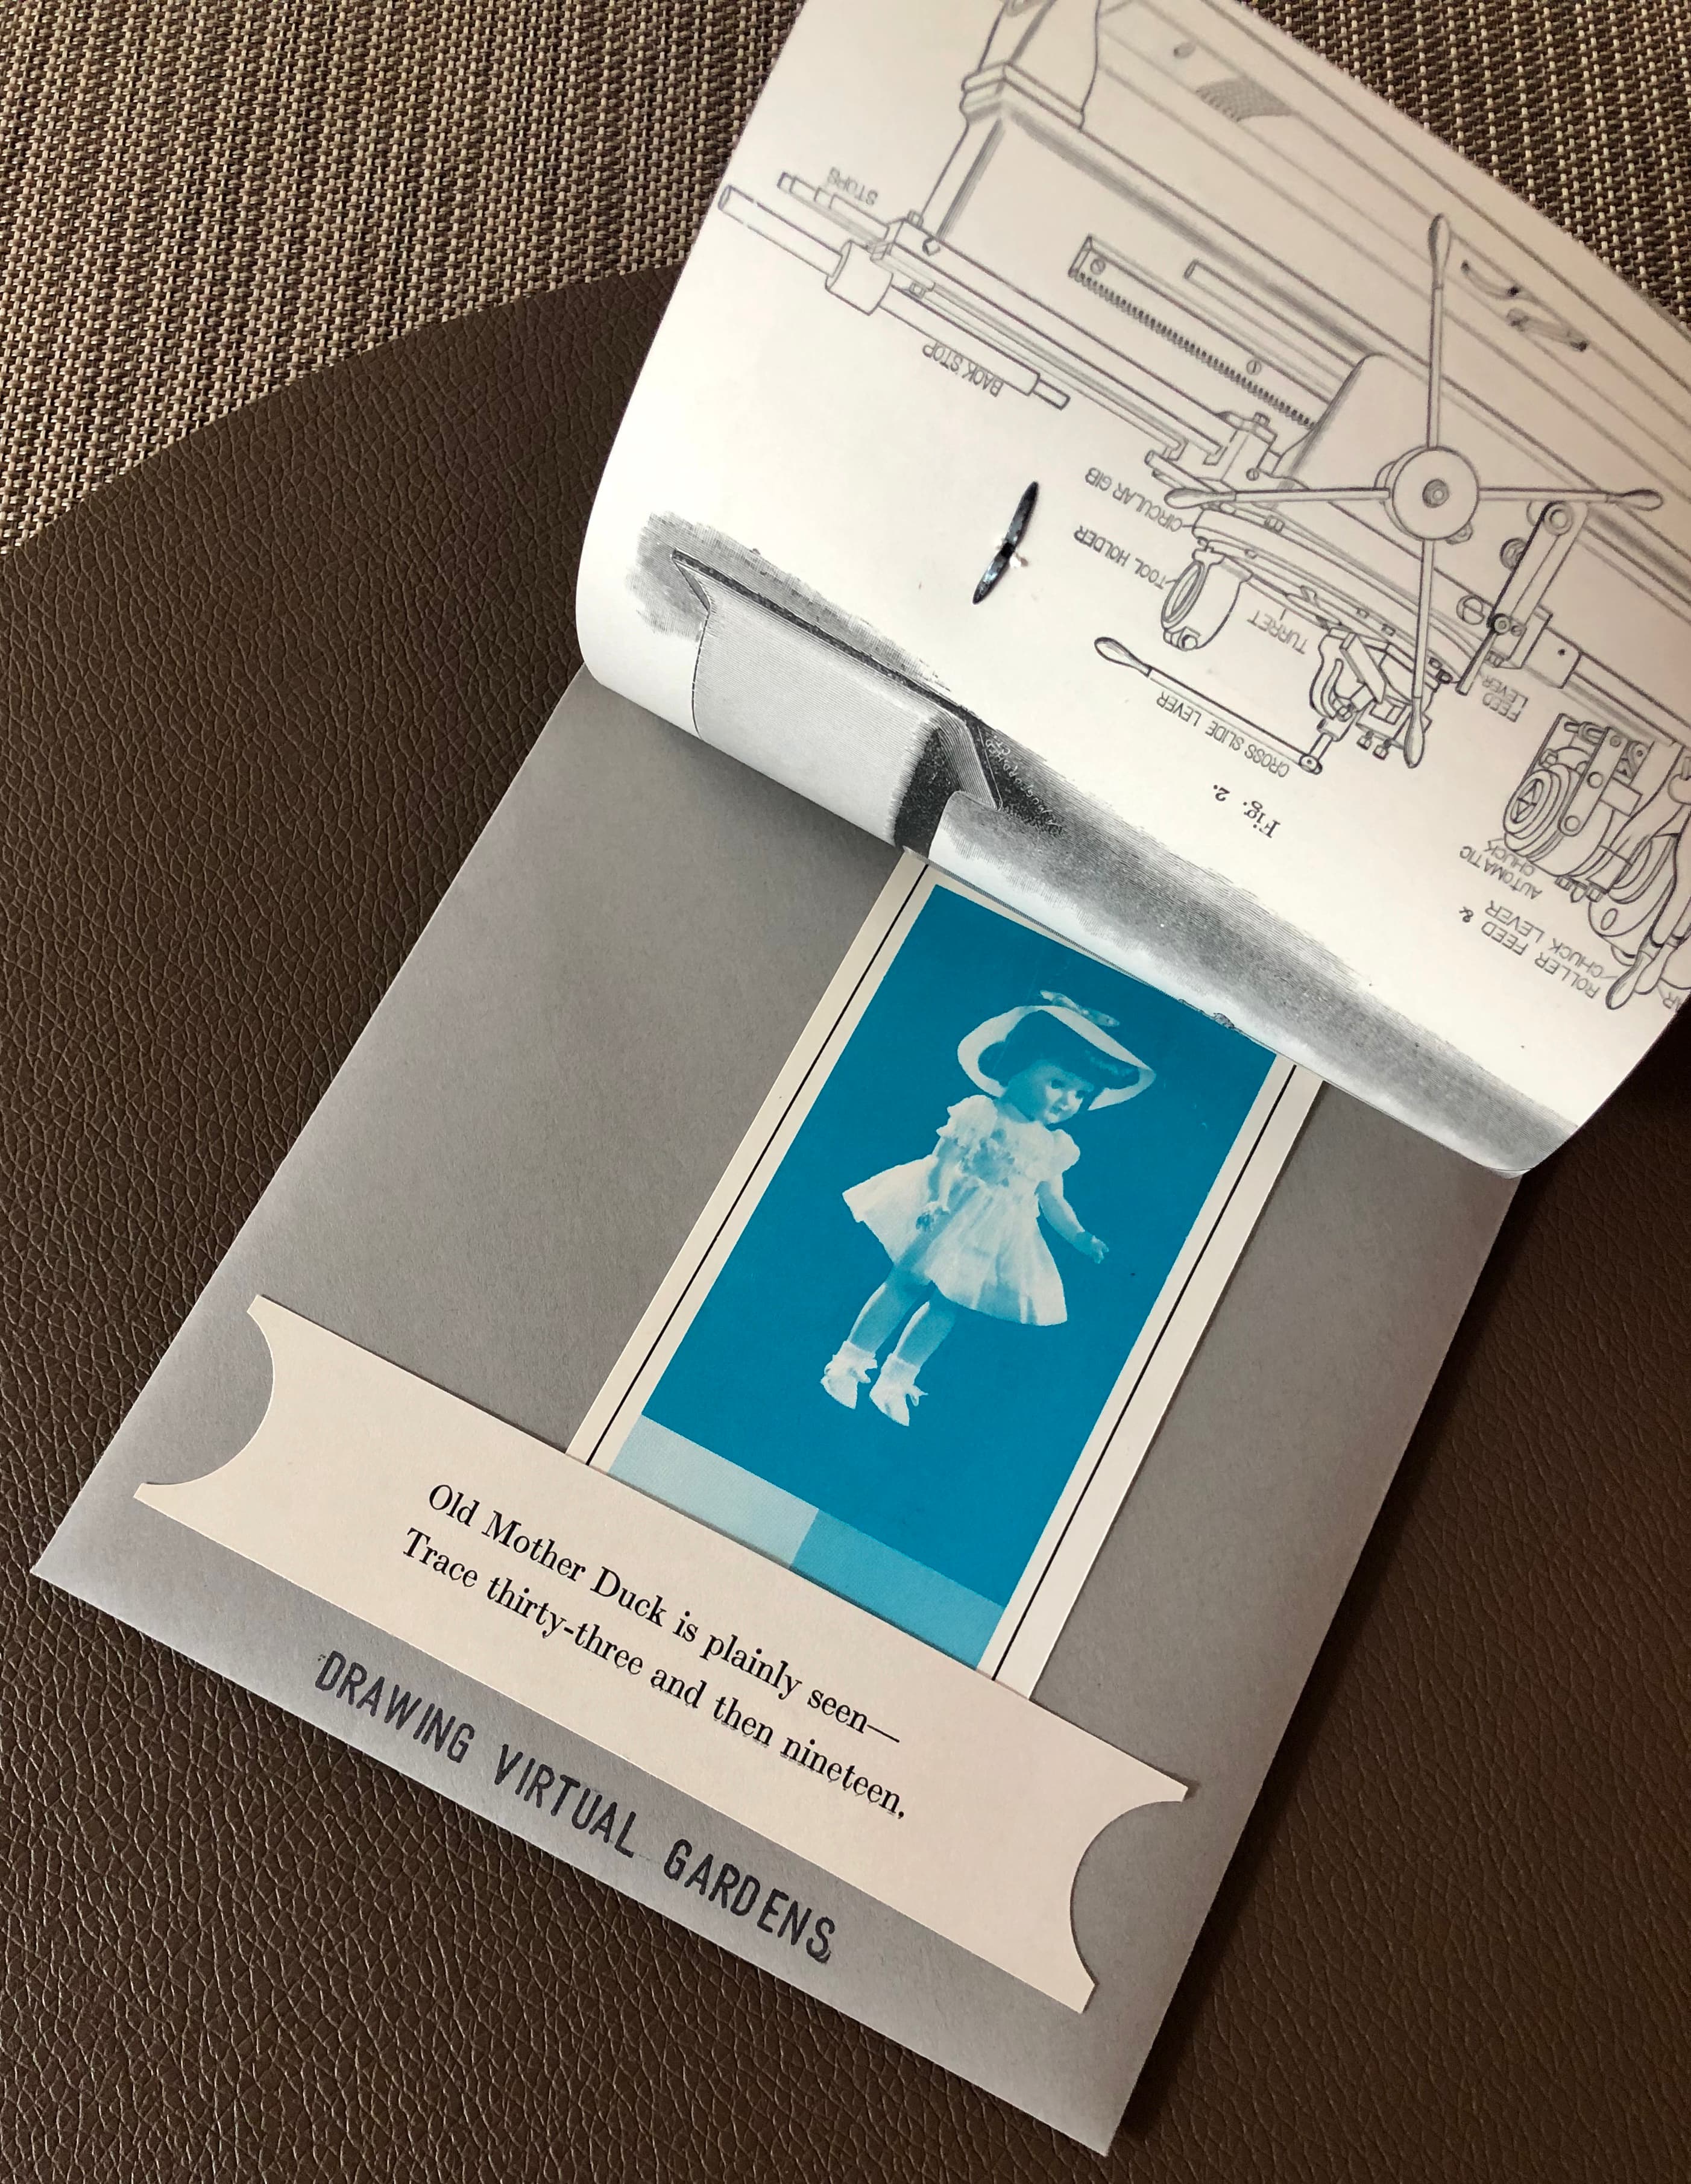 STOPS
BACK STOP
CIRCULAR GIB
TOOL HOLDER
TURRET
CROSS SLIDE LEVER
FEED
LEVER
Fig. 2.
AUTOMATIC
CHUCK
ROLLER FEED &
CHUCK LEVER
Old Mother Duck is plainly seen—
Trace thirty-three and then nineteen,
DRAWING VIRTUAL GARDENS